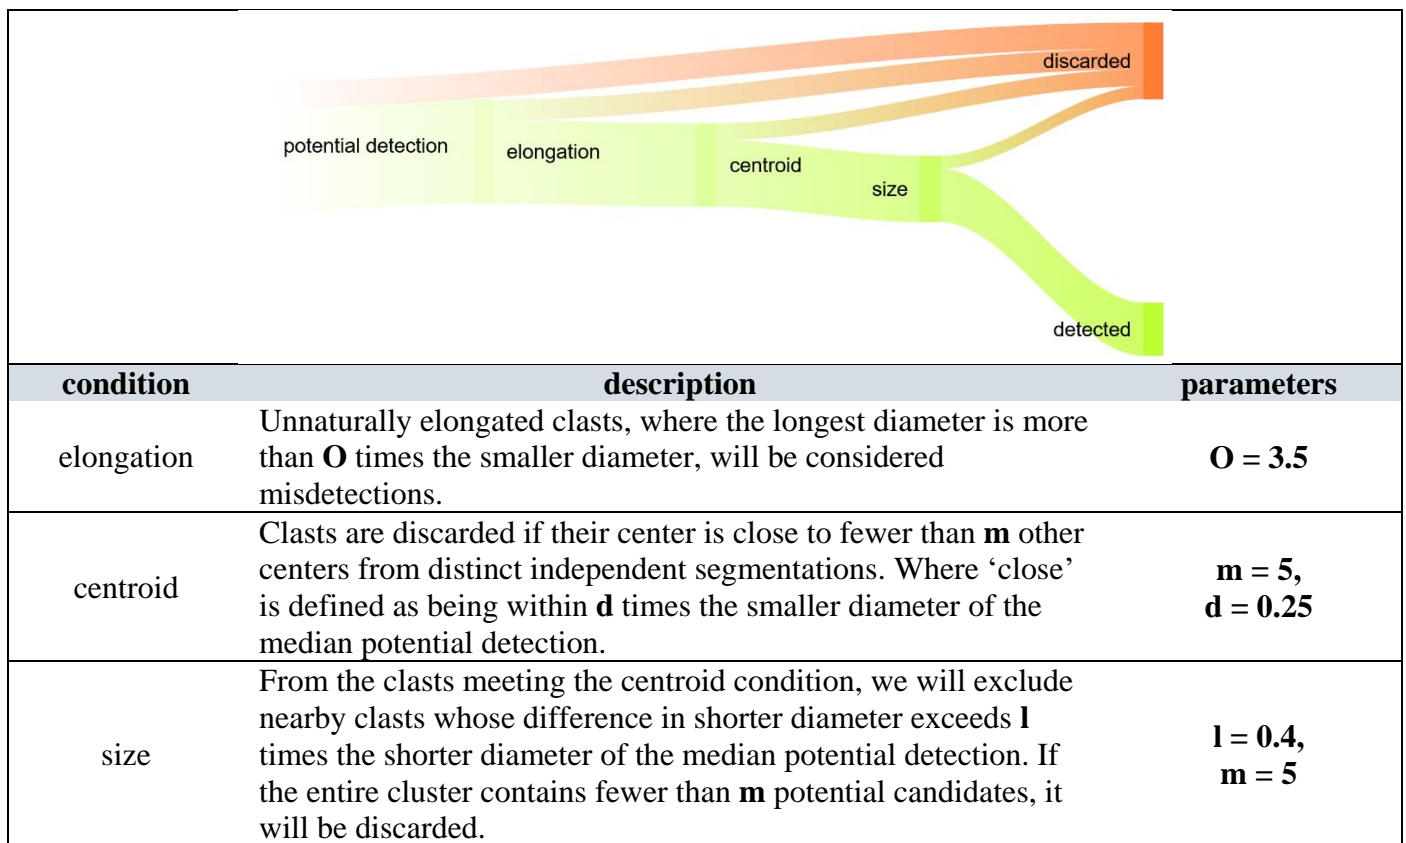 discarded
potential detection
elongation
centroid
size
detected
condition description parameters
elongation
Unnaturally elongated clasts, where the longest diameter is more
than O times the smaller diameter, will be considered
misdetections.
O = 3.5
centroid
Clasts are discarded if their center is close to fewer than m other
centers from distinct independent segmentations. Where ‘close’
is defined as being within d times the smaller diameter of the
median potential detection.
m = 5,
d = 0.25
size
From the clasts meeting the centroid condition, we will exclude
nearby clasts whose difference in shorter diameter exceeds l
times the shorter diameter of the median potential detection. If
the entire cluster contains fewer than m potential candidates, it
will be discarded.
l = 0.4,
m = 5